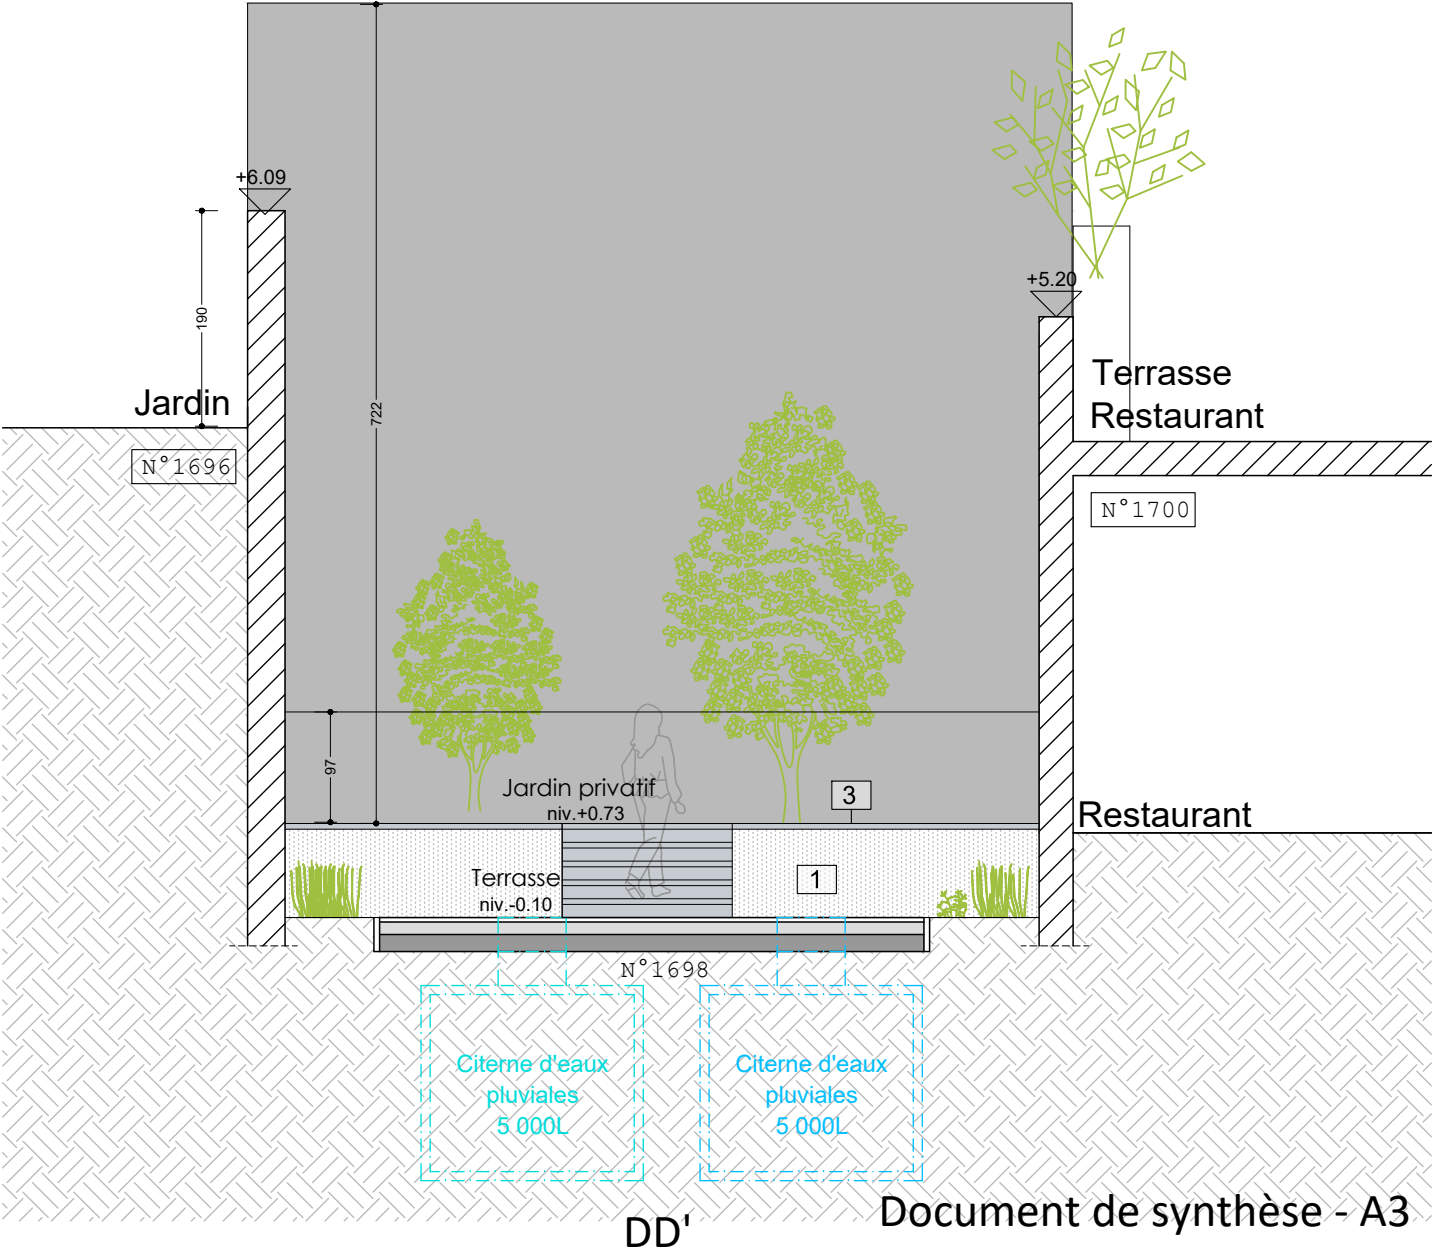 722
+6.09
+5.20
190
Terrasse
Restaurant
Jardin
N°1696
N°1700
97
Jardin privatif
niv.+0.73
3
Restaurant
Terrasse
niv.-0.10
1
N°1698
Citerne d'eaux
pluviales
5 000L
Citerne d'eaux
pluviales
5 000L
Document de synthèse - A3
DD'